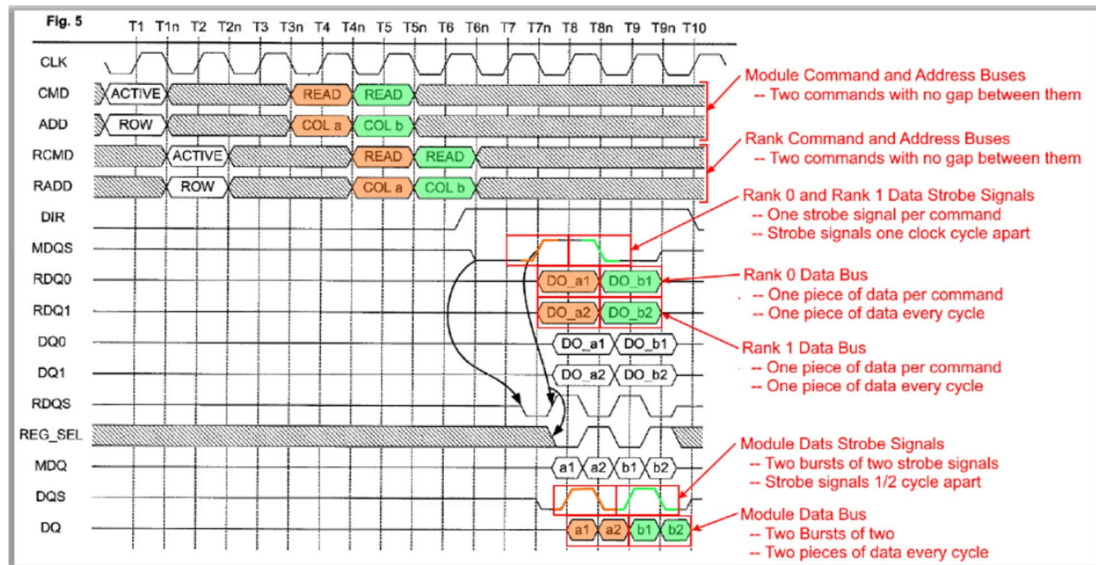 Fig. 5
T1 T1n T2 T2n T3 T3n T4 T4n T5 T5n T6 T7 T7n T8 T8n T9 T9n T10
CLK
CMD ACTIVE READ READ
ADD ROW COL a COL b
RCMD ACTIVE READ READ
RADD ROW COL a COL b
DIR
MDQS
RDQ0 DO_a1 DO_b1
RDQ1 DO_a2 DO_b2
DQ0 DO_a1 DO_b1
DQ1 DO_a2 DO_b2
RDQS
REG_SEL
MDQ a1 a2 b1 b2
DQS
DQ a1 a2 b1 b2
Module Command and Address Buses
-- Two commands with no gap between them
Rank Command and Address Buses
-- Two commands with no gap between them
Rank 0 and Rank 1 Data Strobe Signals
-- One strobe signal per command
-- Strobe signals one clock cycle apart
Rank 0 Data Bus
-- One piece of data per command
-- One piece of data every cycle
Rank 1 Data Bus
-- One piece of data per command
-- One piece of data every cycle
Module Dats Strobe Signals
-- Two bursts of two strobe signals
-- Strobe signals 1/2 cycle apart
Module Data Bus
-- Two Bursts of two
-- Two pieces of data every cycle